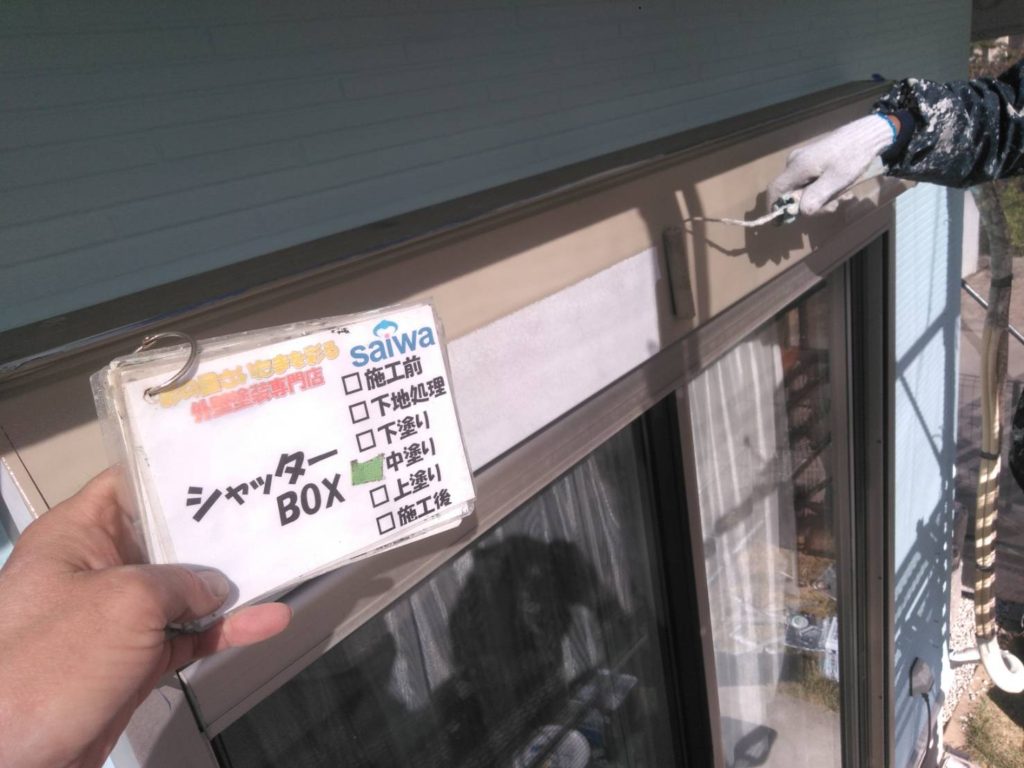 saiwa
外壁塗装専門店
シャッター
BOX
□ 施工前
□ 下地処理
□ 下塗り
中塗り
□ 上塗り
□ 施工後